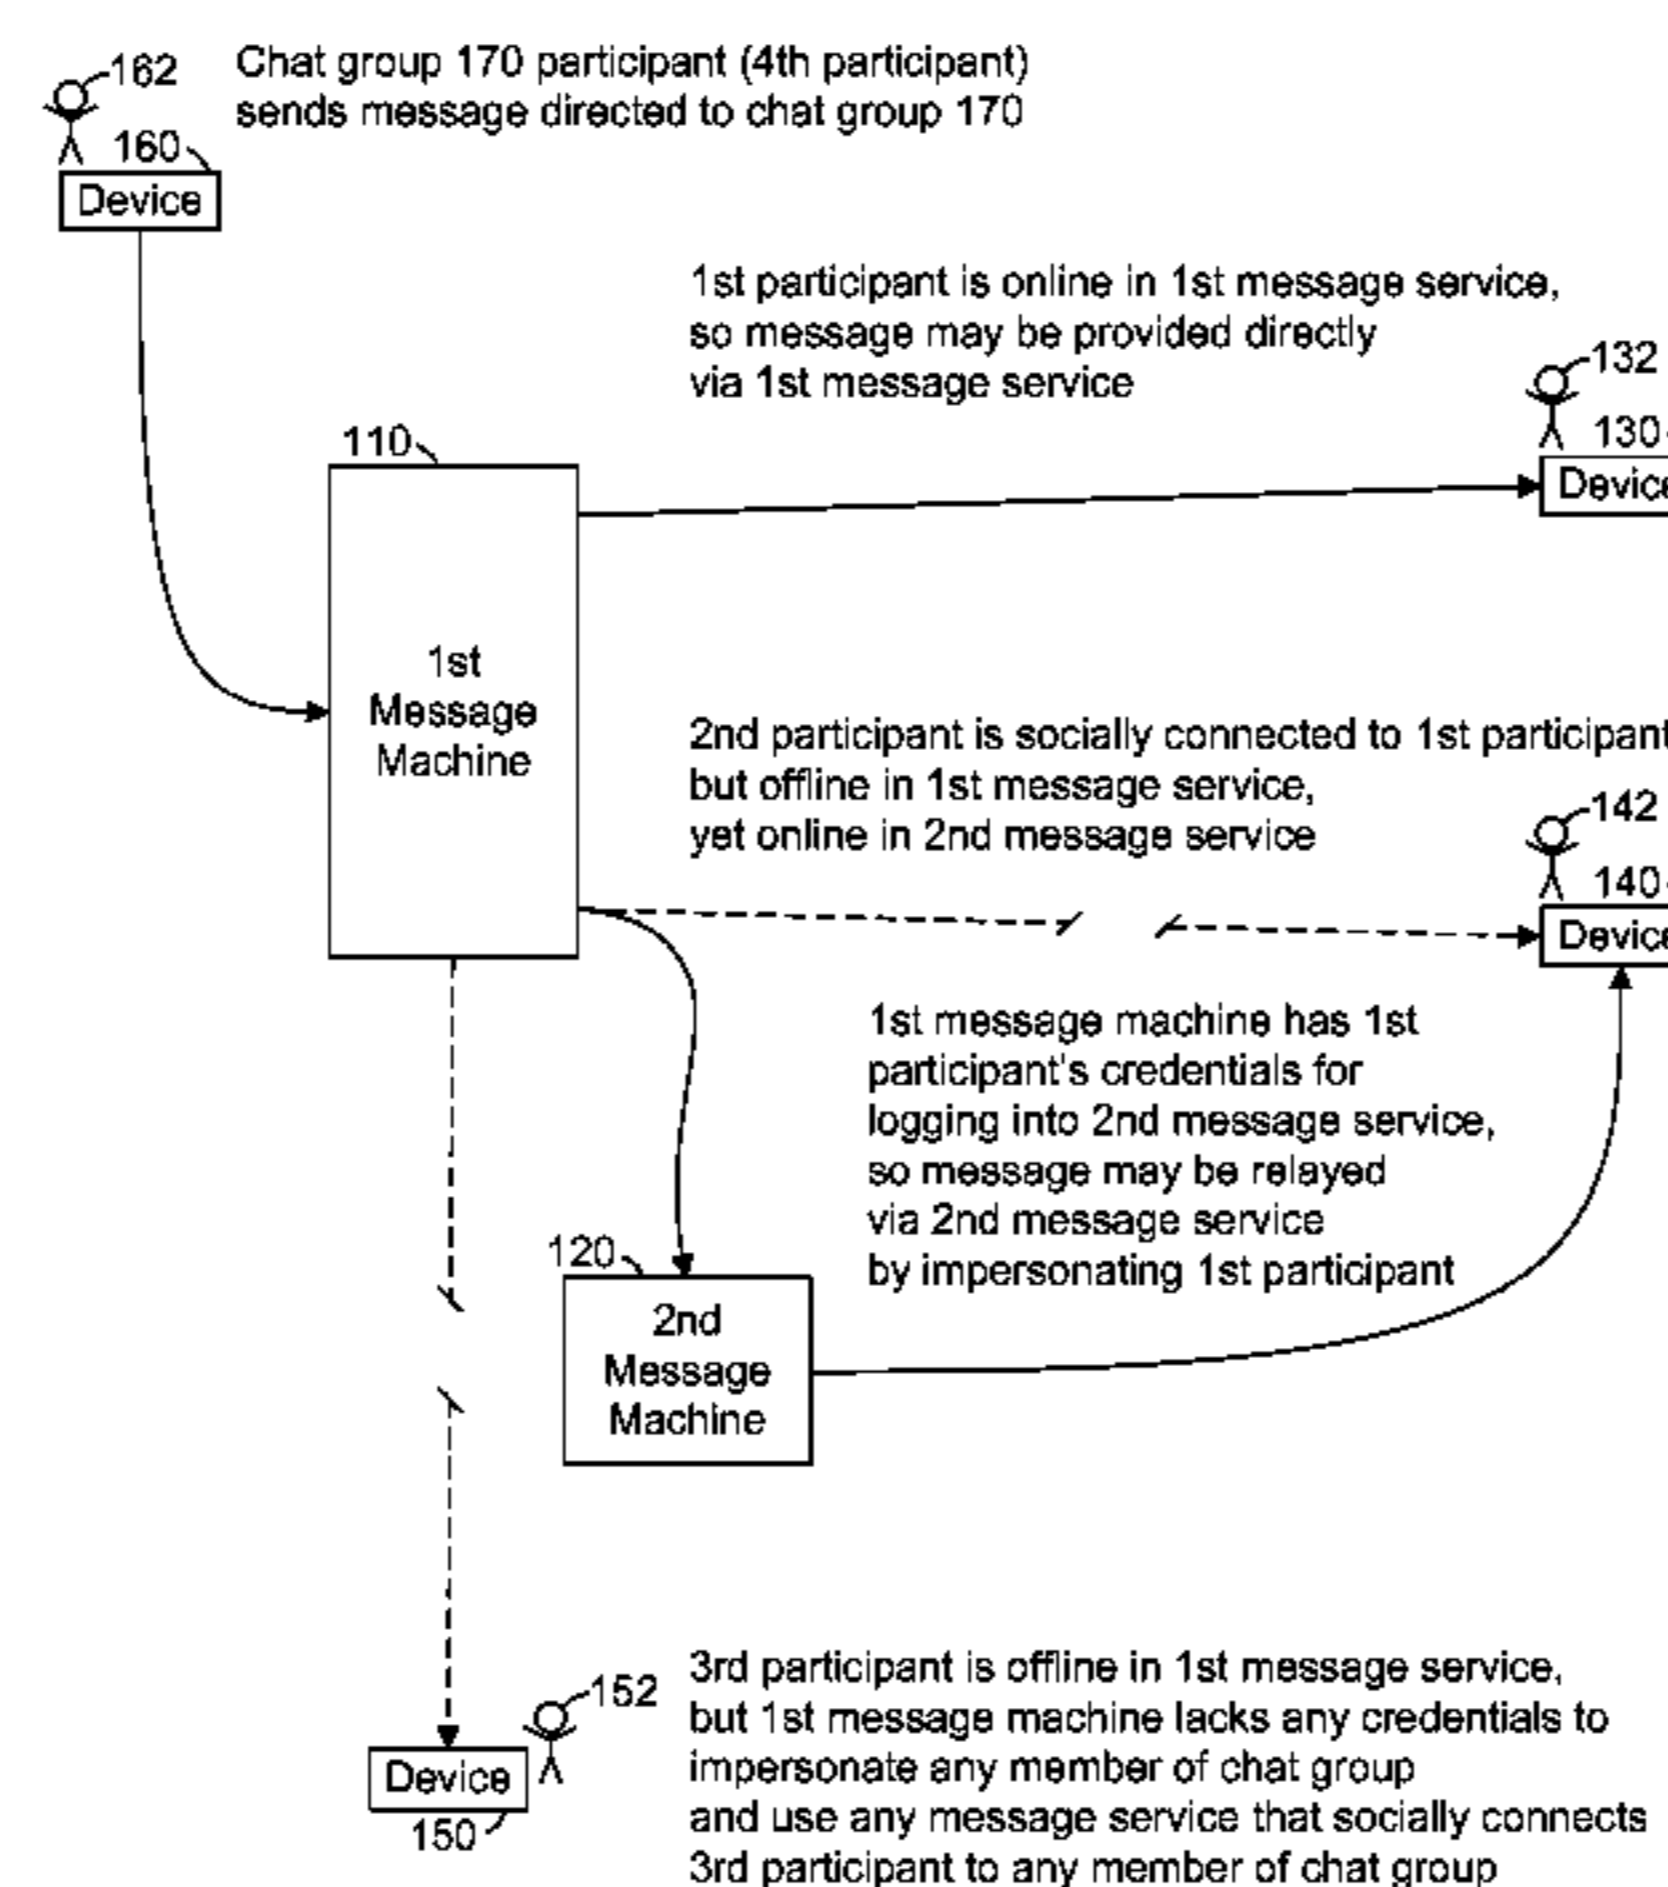 162
Chat group 170 participant (4th participant)
sends message directed to chat group 170
160
Device
1st participant is online in 1st message service,
so message may be provided directly
via 1st message service
132
130
Device
110
1st
Message
Machine
2nd participant is socially connected to 1st participant
but offline in 1st message service,
yet online in 2nd message service
142
140
Device
1st message machine has 1st
participant's credentials for
logging into 2nd message service,
so message may be relayed
via 2nd message service
by impersonating 1st participant
120
2nd
Message
Machine
152
Device
150
3rd participant is offline in 1st message service,
but 1st message machine lacks any credentials to
impersonate any member of chat group
and use any message service that socially connects
3rd participant to any member of chat group